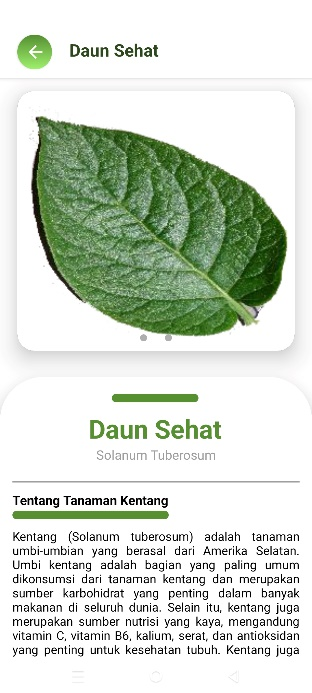 Daun Sehat
Daun Sehat
Solanum Tuberosum
Tentang Tanaman Kentang
Kentang (Solanum tuberosum) adalah tanaman
umbi-umbian yang berasal dari Amerika Selatan.
Umbi kentang adalah bagian yang paling umum
dikonsumsi dari tanaman kentang dan merupakan
sumber karbohidrat yang penting dalam banyak
makanan di seluruh dunia. Selain itu, kentang juga
merupakan sumber nutrisi yang kaya, mengandung
vitamin C, vitamin B6, kalium, serat, dan antioksidan
yang penting untuk kesehatan tubuh. Kentang juga